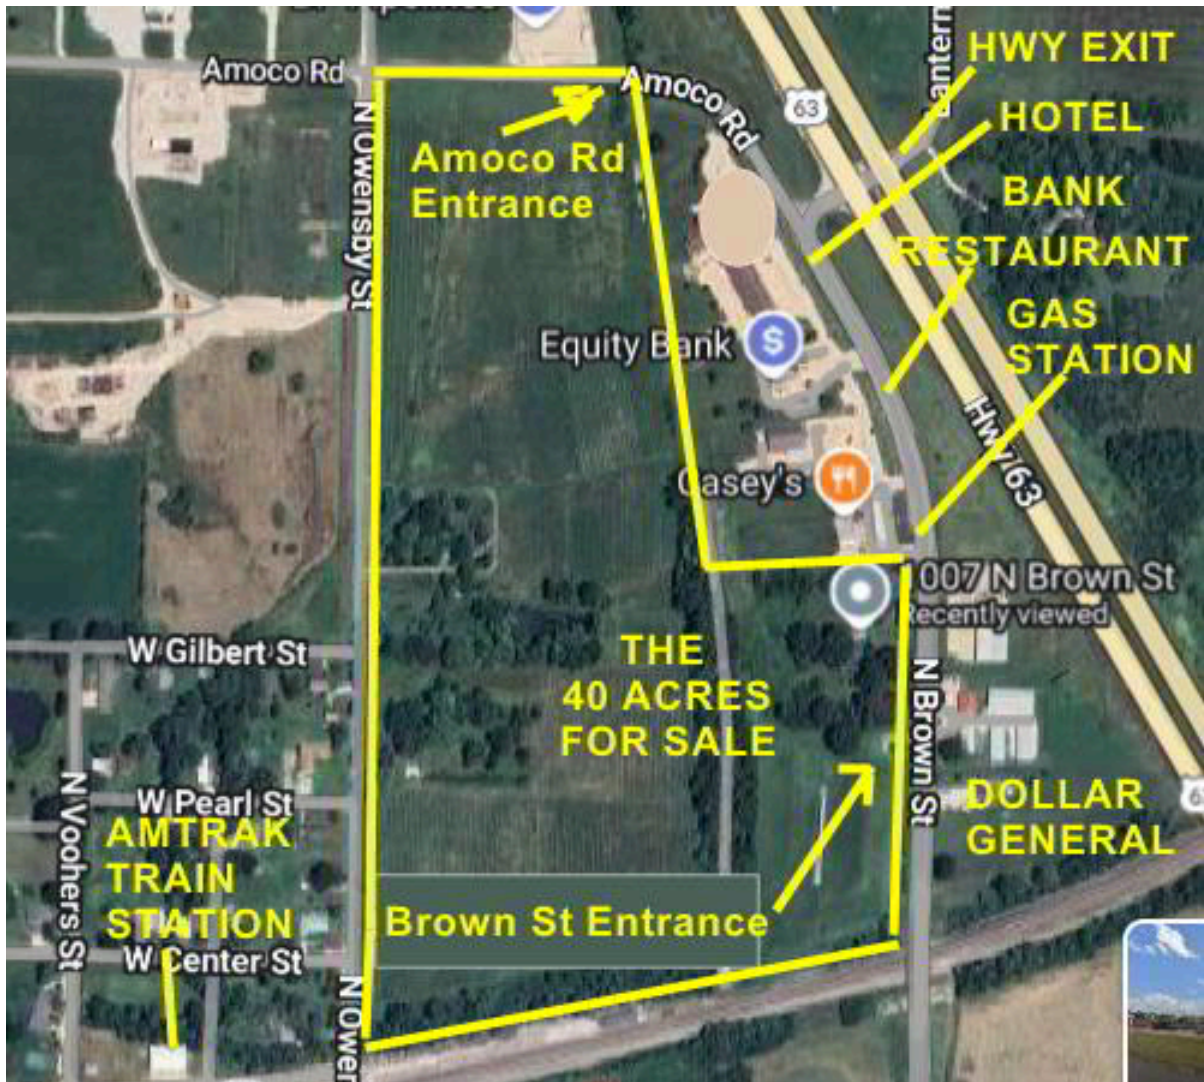 Amoco Rd
Amoco Rd
63
HWY EXIT
Lantern
HOTEL
N Owensby St
Amoco Rd
Entrance
BANK
RESTAURANT
GAS
STATION
Equity Bank
$
Hwy 63
Casey's
1007 N Brown St
Recently viewed
W Gilbert St
THE
40 ACRES
FOR SALE
N Brown St
N Voohers St
W Pearl St
DOLLAR
GENERAL
AMTRAK
TRAIN
STATION
Brown St Entrance
W Center St
N Ower